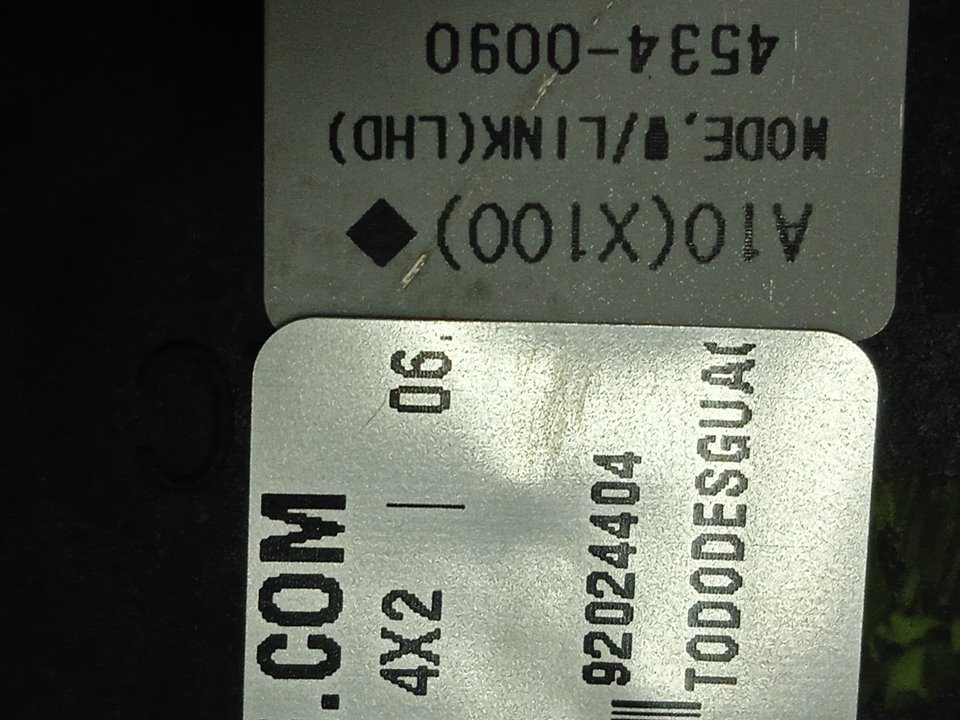 A10(X100)◆
MODE.W/LINK(LHD)
4534-0090
.COM
4X2 | 06.
92024404
TODODESGUA